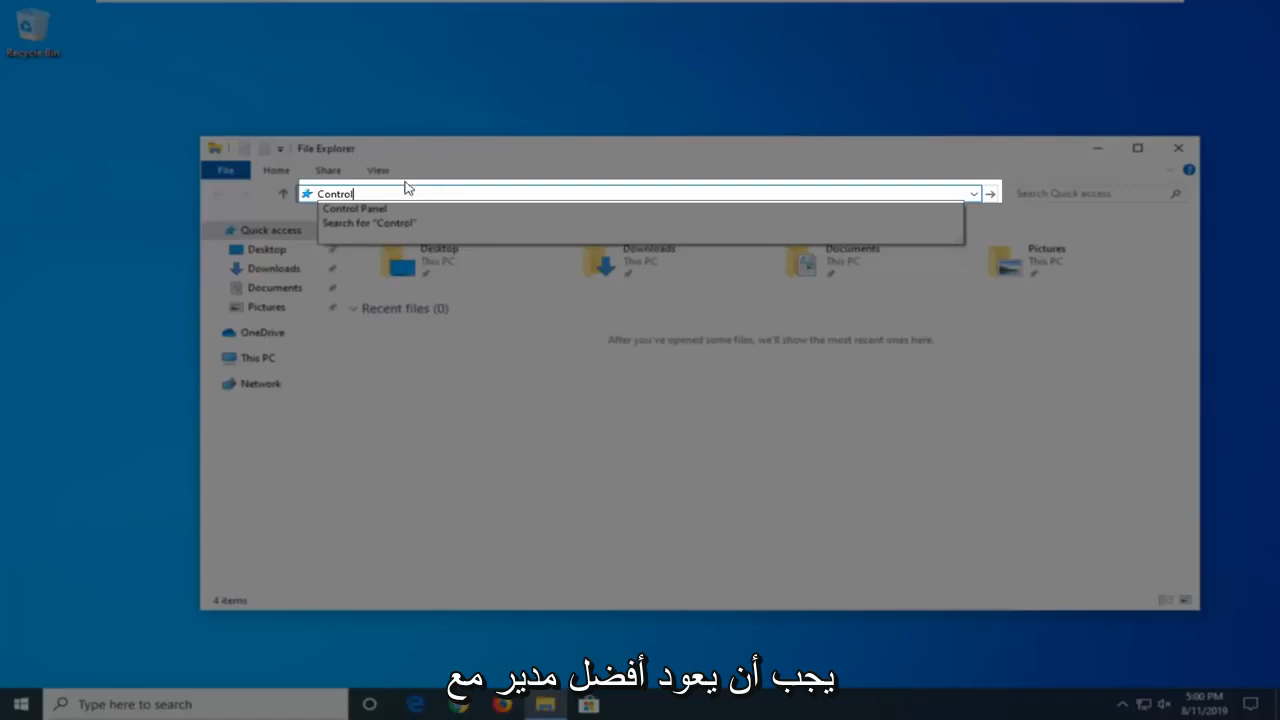 Recycle Bin
File Explorer
File Home Share View
Control
Search Quick access
Control Panel
Search for "Control"
Quick access
Desktop
Downloads
Documents
Pictures
OneDrive
This PC
Network
Desktop
This PC
Downloads
This PC
Documents
This PC
Pictures
This PC
Recent files (0)
After you've opened some files, we'll show the most recent ones here.
4 items
يجب أن يعود أفضل مدير مع
Type here to search
5:00 PM
8/11/2019